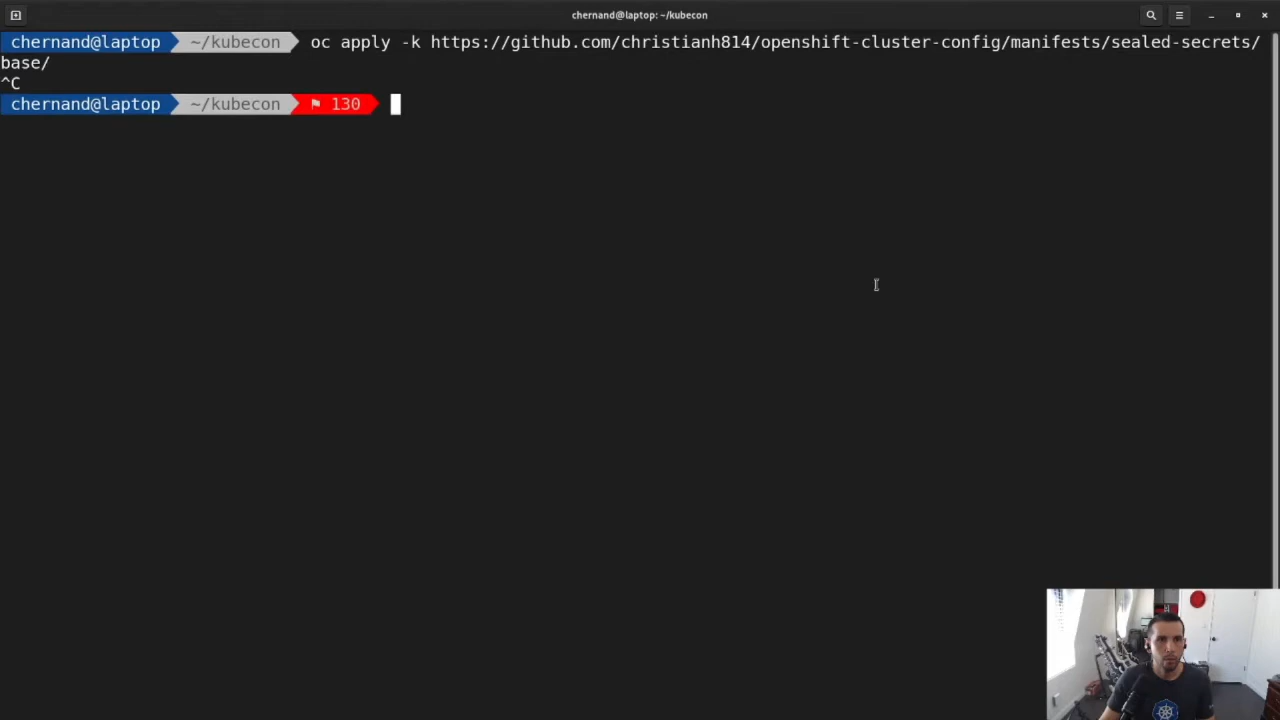 chernand@laptop: ~/kubecon
chernand@laptop ~/kubecon oc apply -k https://github.com/christianh814/openshift-cluster-config/manifests/sealed-secrets/
base/
^C
chernand@laptop ~/kubecon ⚑ 130